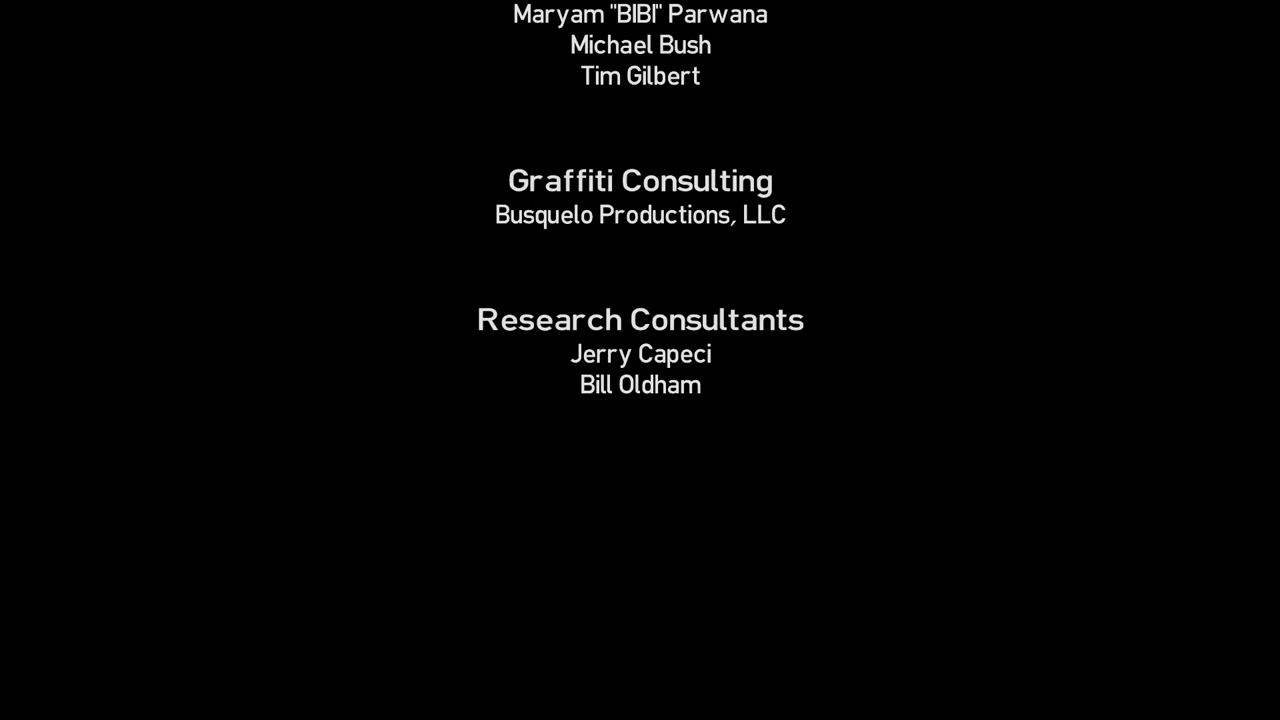 Maryam "BIBI" Parwana
Michael Bush
Tim Gilbert
Graffiti Consulting
Busquelo Productions, LLC
Research Consultants
Jerry Capeci
Bill Oldham